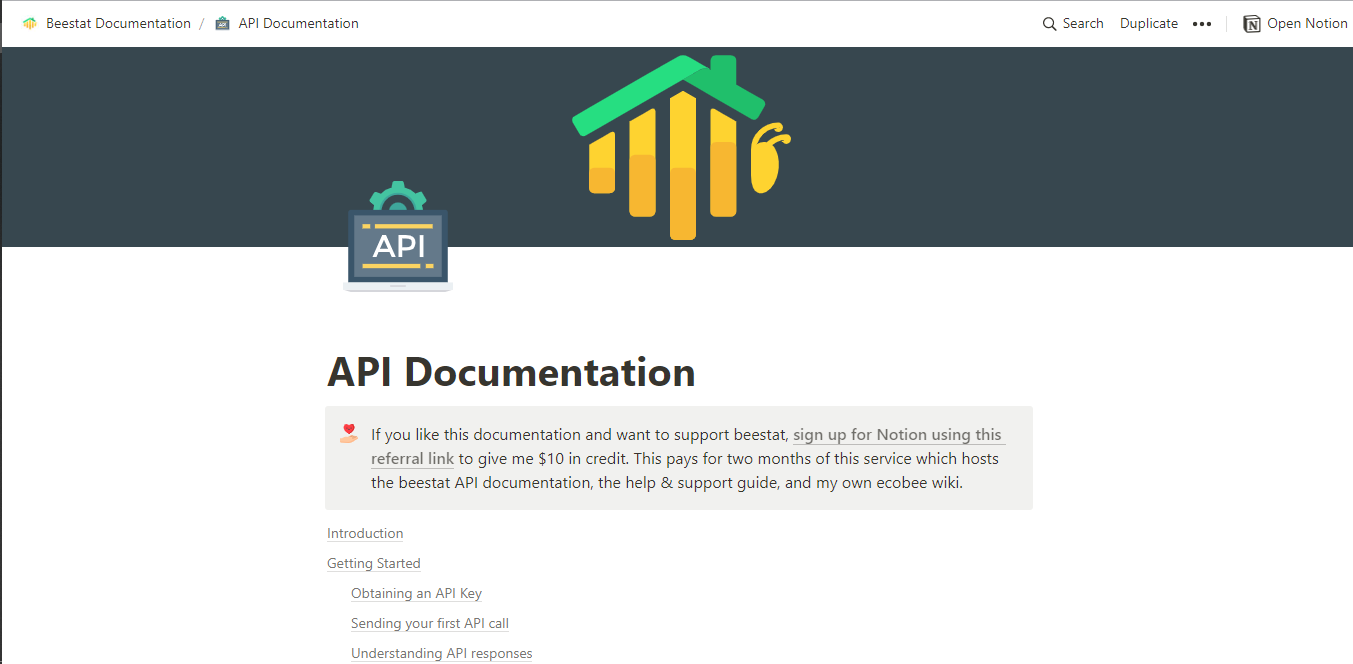 Beestat Documentation / API Documentation Search Duplicate ••• Open Notion
API
API Documentation
If you like this documentation and want to support beestat, sign up for Notion using this
referral link to give me $10 in credit. This pays for two months of this service which hosts
the beestat API documentation, the help & support guide, and my own ecobee wiki.
Introduction
Getting Started
Obtaining an API Key
Sending your first API call
Understanding API responses